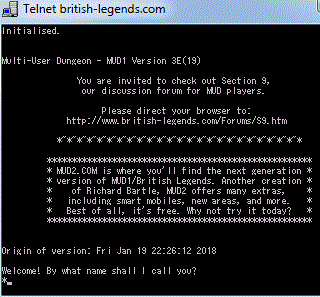 Telnet british-legends.com
Initialised.
Multi-User Dungeon - MUD1 Version 3E(19)
You are invited to check out Section 9,
our discussion forum for MUD players.
Please direct your browser to:
http://www.british-legends.com/Forums/S9.htm
*~*~*~*~*~*~*~*~*~*~*~*~*~*~*~*~*~*~*
*****************************************************
* MUD2.COM is where you'll find the next generation *
* version of MUD1/British Legends. Another creation *
* of Richard Bartle, MUD2 offers many extras, *
* including smart mobiles, new areas, and more. *
* Best of all, it's free. Why not try it today? *
*****************************************************
Origin of version: Fri Jan 19 22:26:12 2018
Welcome! By what name shall I call you?
*